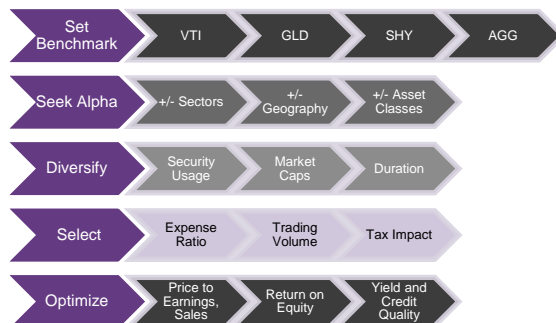 Set
Benchmark
VTI
GLD
SHY
AGG
Seek Alpha
+/- Sectors
+/-
Geography
+/- Asset
Classes
Diversify
Security
Usage
Market
Caps
Duration
Select
Expense
Ratio
Trading
Volume
Tax Impact
Optimize
Price to
Earnings,
Sales
Return on
Equity
Yield and
Credit
Quality